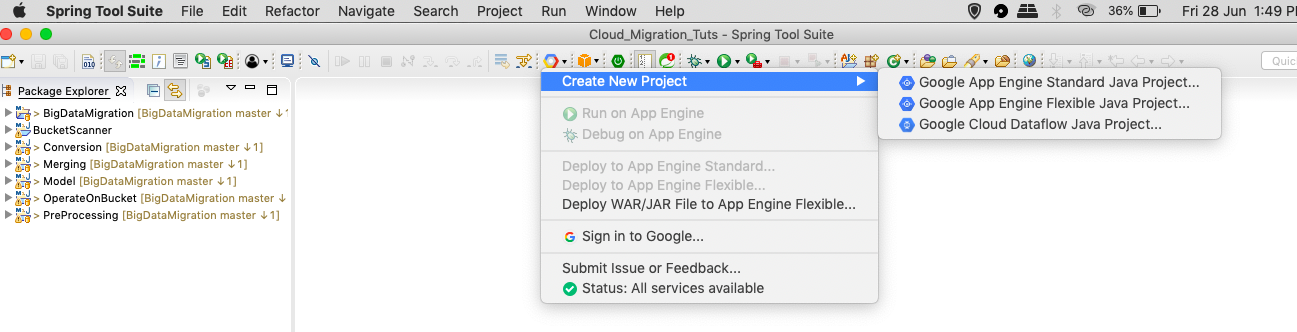 Spring Tool Suite File Edit Refactor Navigate Search Project Run Window Help 36% Fri 28 Jun 1:49 
Cloud_Migration_Tuts - Spring Tool Suite
010
Quic
Create New Project
Google App Engine Standard Java Project...
Google App Engine Flexible Java Project...
Google Cloud Dataflow Java Project...
Run on App Engine
Debug on App Engine
Deploy to App Engine Standard...
Deploy to App Engine Flexible...
Deploy WAR/JAR File to App Engine Flexible...
Sign in to Google...
Submit Issue or Feedback...
Status: All services available
Package Explorer
> BigDataMigration [BigDataMigration master ↓1
BucketScanner
> Conversion [BigDataMigration master ↓1]
> Merging [BigDataMigration master ↓1]
> Model [BigDataMigration master ↓1]
> OperateOnBucket [BigDataMigration master ↓
> PreProcessing [BigDataMigration master ↓1]